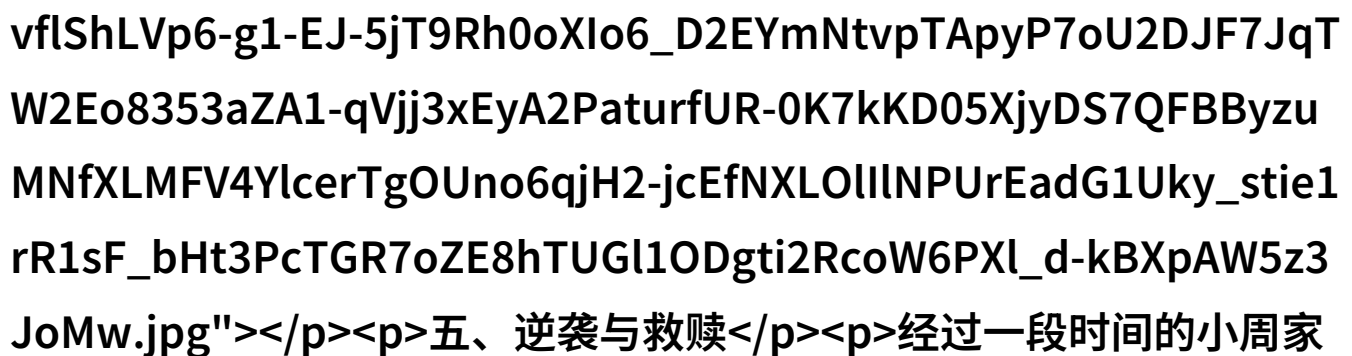 vflShLVp6-g1-EJ-5jT9Rh0oXIo6_D2EYmNtvpTApyP7oU2DJF7JqT
W2Eo8353aZA1-qVjj3xEyA2PaturfUR-0K7kKD05XjyDS7QFBByzu
MNfXLMFV4YlcerTgOUno6qjH2-jcEfNXLOlIlNPUrEadG1Uky_stie1
rR1sF_bHt3PcTGR7oZE8hTUGl1ODgti2RcoW6PXl_d-kBXpAW5z3
JoMw.jpg"></p><p>五、逆袭与救赎</p><p>经过一段时间的小周家